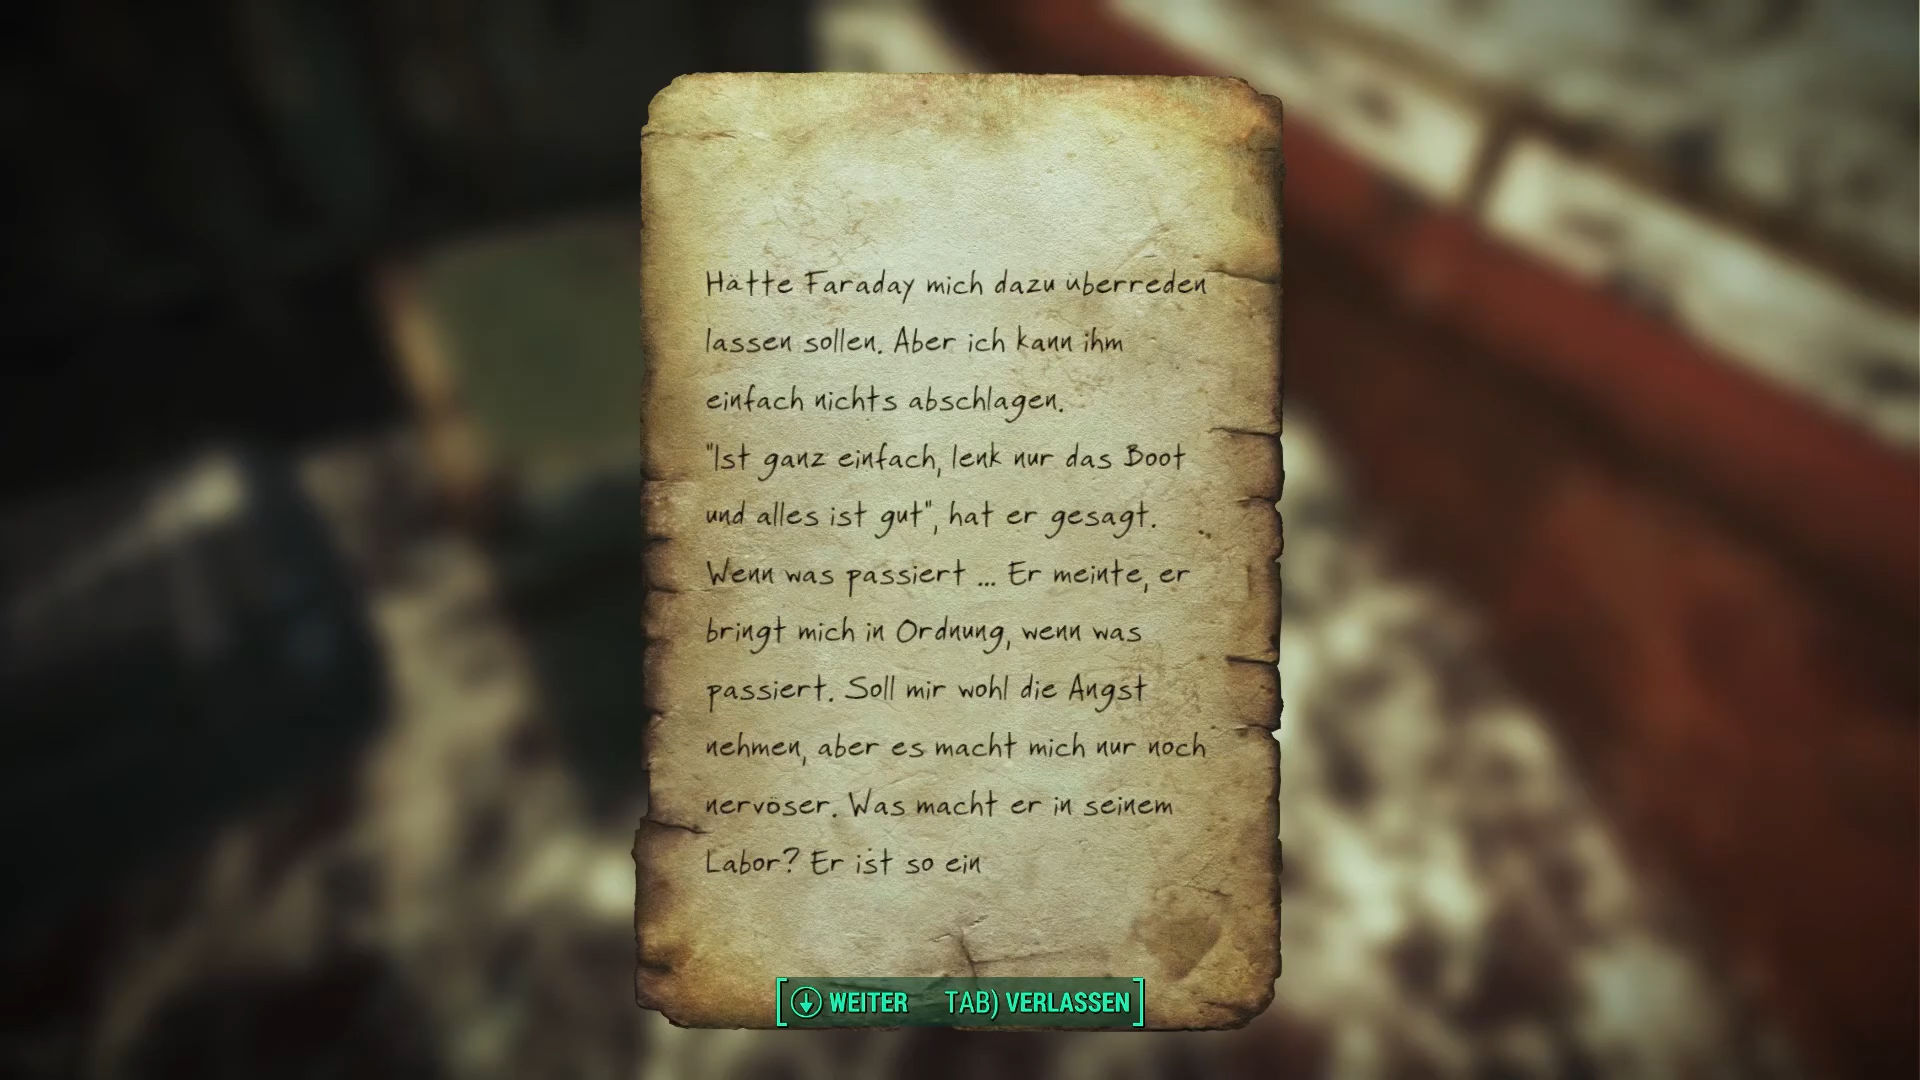 Hätte Faraday mich dazu überreden
lassen sollen. Aber ich kann ihm
einfach nichts abschlagen.
"Ist ganz einfach, lenk nur das Boot
und alles ist gut", hat er gesagt.
Wenn was passiert ... Er meinte, er
bringt mich in Ordnung, wenn was
passiert. Soll mir wohl die Angst
nehmen, aber es macht mich nur noch
nervöser. Was macht er in seinem
Labor? Er ist so ein
WEITER TAB) VERLASSEN